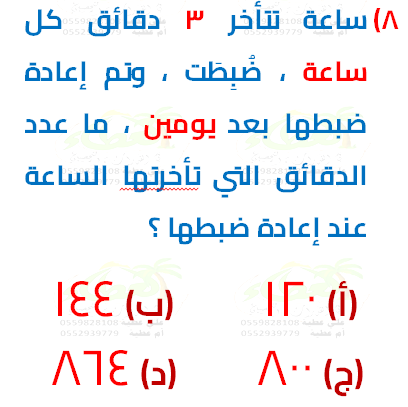 ٨) ساعة تتأخر ٣ دقائق كل
ساعة ، ضُبِطَت ، وتم إعادة
ضبطها بعد يومين ، ما عدد
الدقائق التي تأخرتها الساعة
عند إعادة ضبطها ؟
(أ) ١٢٠ (ب) ١٤٤
(ج) ٨٠٠ (د) ٨٦٤